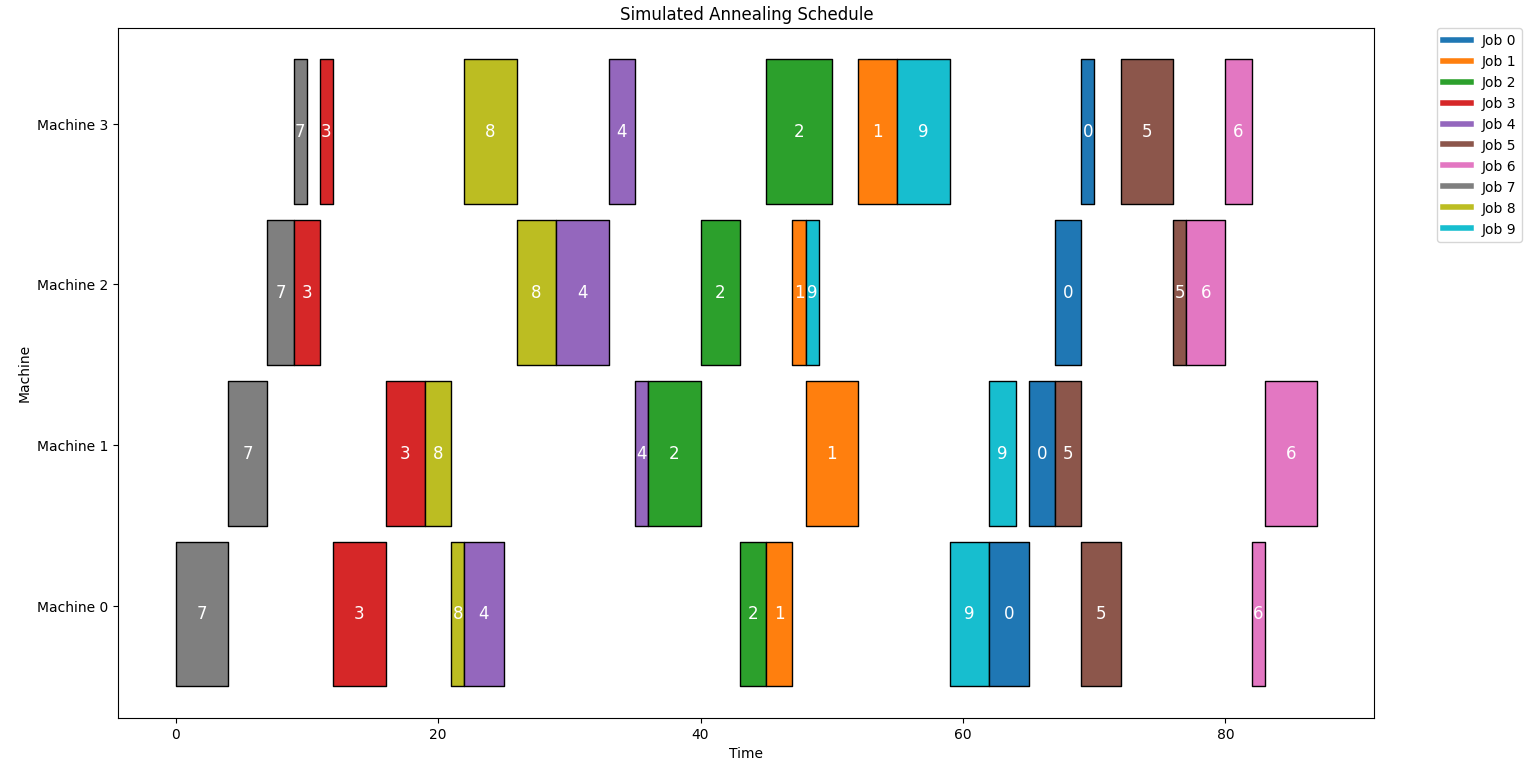 Simulated Annealing Schedule
Machine 3
7
3
8
4
2
1
9
0
5
6
Machine 2
7
3
8
4
2
1
9
0
5
6
Machine 1
7
3
8
4
2
1
9
0
5
6
Machine 0
7
3
8
4
2
1
9
0
5
6
Machine
0
20
40
60
80
Time
Job 0
Job 1
Job 2
Job 3
Job 4
Job 5
Job 6
Job 7
Job 8
Job 9